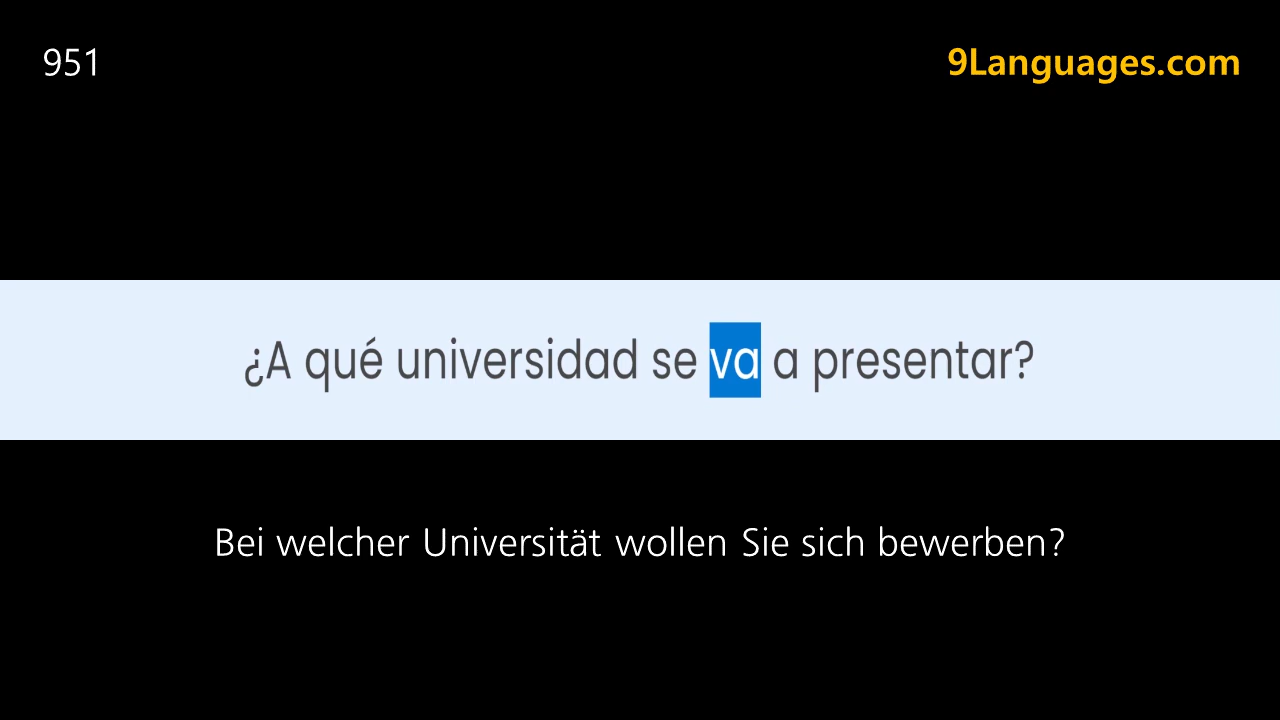 951
9Languages.com
¿A qué universidad se va a presentar?
Bei welcher Universität wollen Sie sich bewerben?